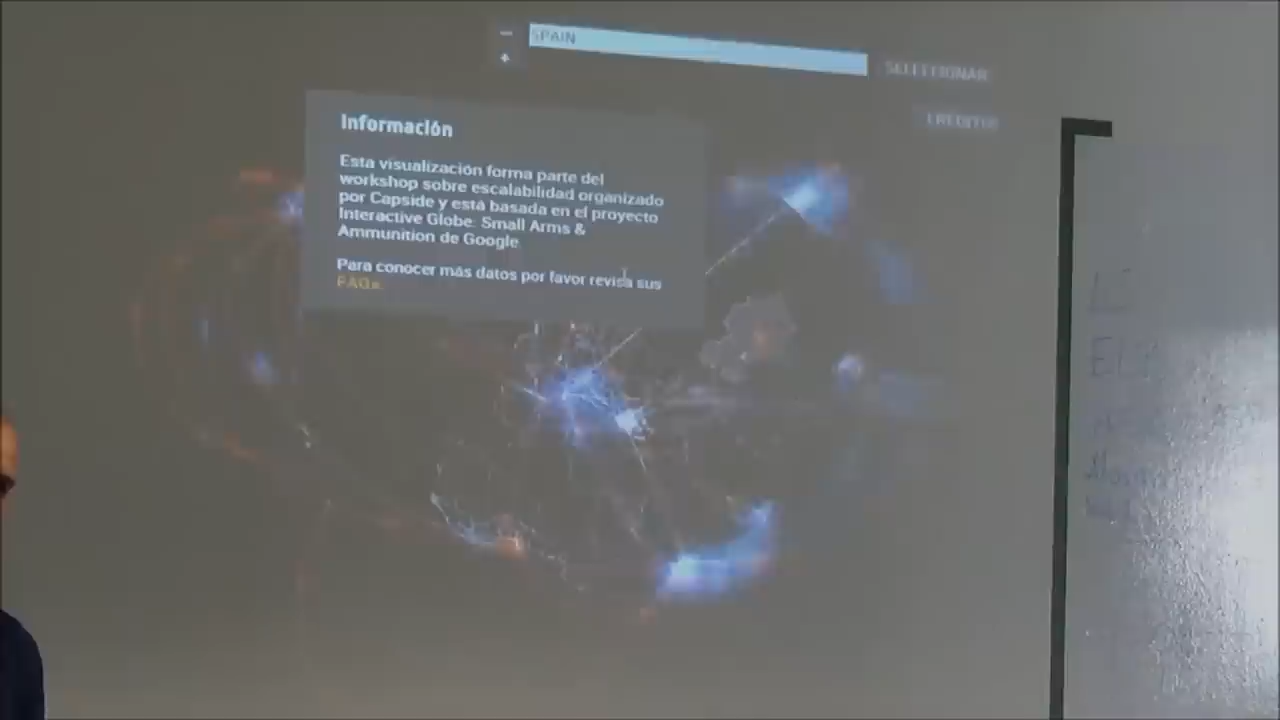 SPAIN
SELECCIONAR
CREDITOS
Información
Esta visualización forma parte del
workshop sobre escalabilidad organizado
por Capside y está basada en el proyecto
Interactive Globe: Small Arms &
Ammunition de Google
Para conocer más datos por favor revisa sus
FAQs.